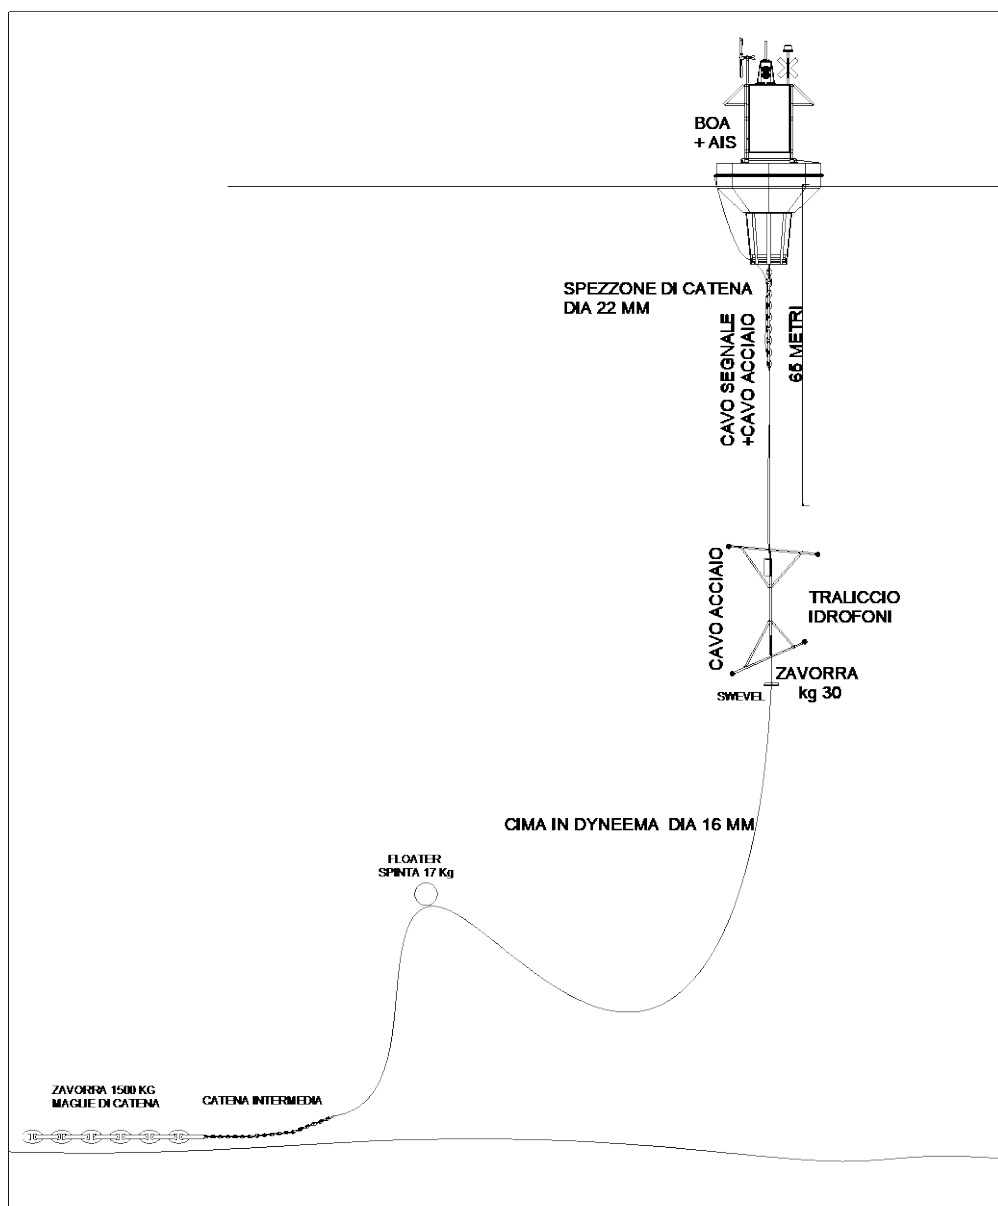 BOA
+ AIS
SPEZZONE DI CATENA
DIA 22 MM
CAVO SEGNALE
+CAVO ACCIAIO
65 METRI
CAVO ACCIAIO
TRALICCIO
IDROFONI
ZAVORRA
kg 30
SWEVEL
CIMA IN DYNEEMA DIA 16 MM
FLOATER
SPINTA 17 Kg
ZAVORRA 1500 KG
MAGLIE DI CATENA
CATENA INTERMEDIA